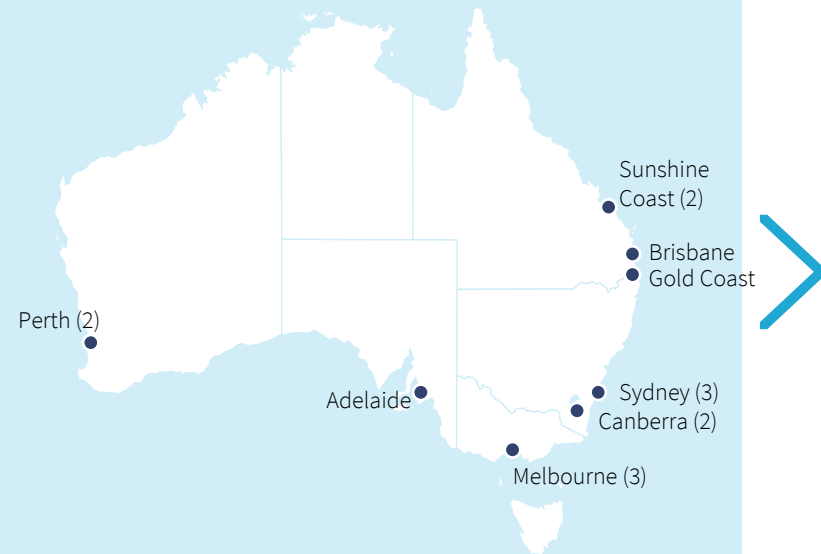 Sunshine
Coast (2)
Brisbane
Gold Coast
Perth (2)
Adelaide
Sydney (3)
Canberra (2)
Melbourne (3)